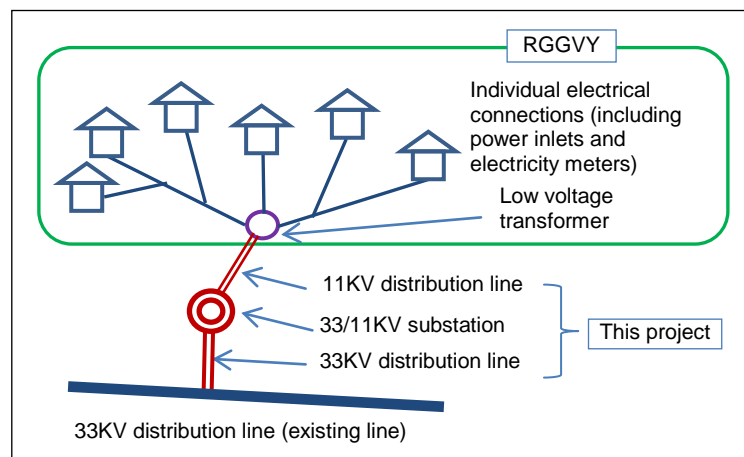 RGGVY
Individual electrical
connections (including
power inlets and
electricity meters)
Low voltage
transformer
11KV distribution line
33/11KV substation
This project
33KV distribution line
33KV distribution line (existing line)